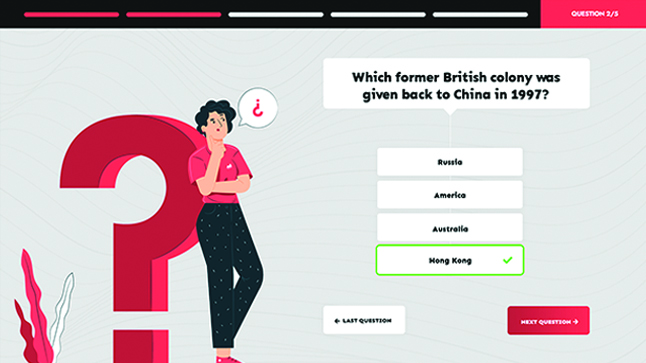 QUESTION 2/5
¿
Which former British colony was
given back to China in 1997?
Russia
America
Australia
Hong Kong
← LAST QUESTION
NEXT QUESTION →